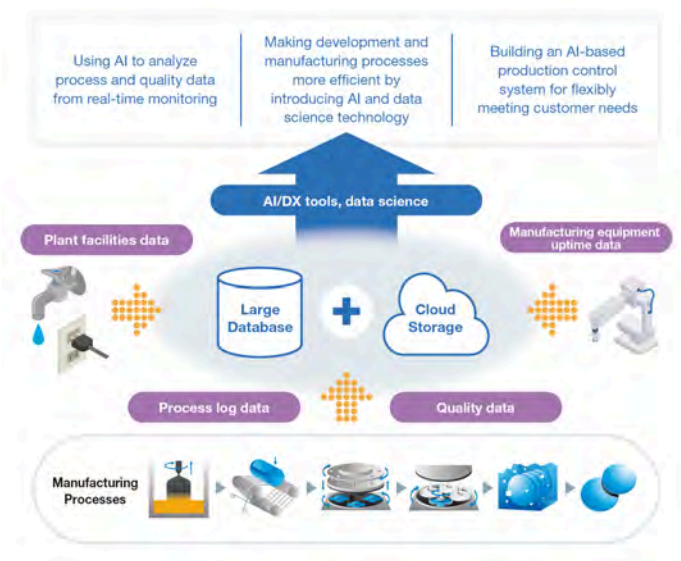 Using AI to analyze
process and quality data
from real-time monitoring
Making development and
manufacturing processes
more efficient by
introducing AI and data
science technology
Building an AI-based
production control
system for flexibly
meeting customer needs
AI/DX tools, data science
Plant facilities data
Manufacturing equipment
uptime data
Large
Database
Cloud
Storage
Process log data
Quality data
Manufacturing
Processes